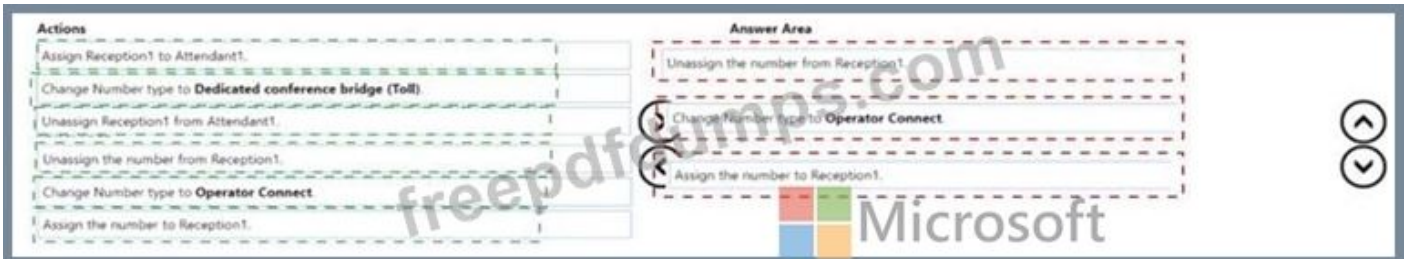 Actions
Assign Reception1 to Attendant1.
Change Number type to Dedicated conference bridge (Toll).
Unassign Reception1 from Attendant1.
Unassign the number from Reception1.
Change Number type to Operator Connect.
Assign the number to Reception1.
Answer Area
Unassign the number from Reception1.
Change Number type to Operator Connect.
Assign the number to Reception1.
freepdfdumps.com
Microsoft